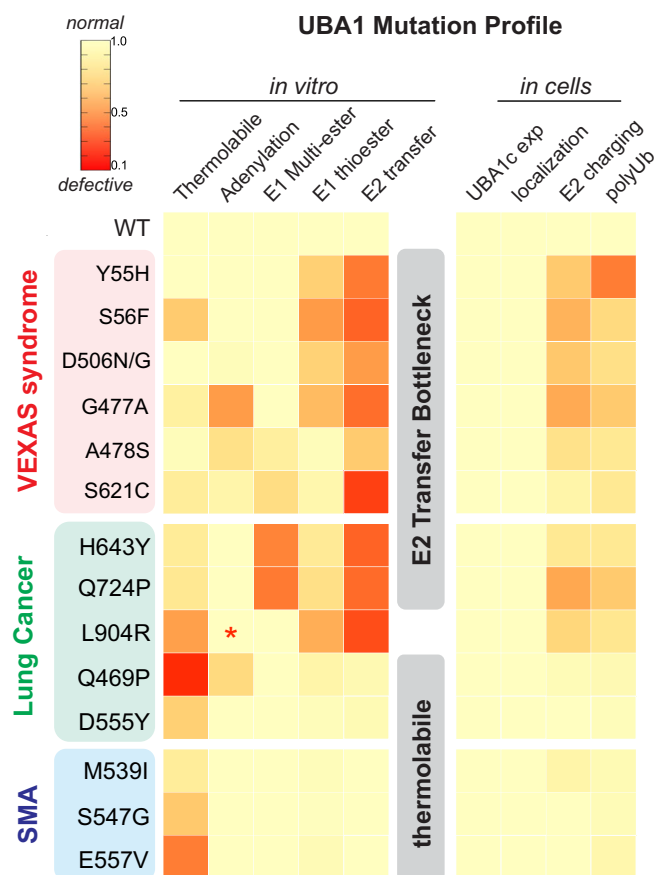 UBA1 Mutation Profile
normal
1.0
0.5
0.1
defective
in vitro
in cells
Thermolabile
Adenylation
E1 Multi-ester
E1 thioester
E2 transfer
UBA1c exp
localization
E2 charging
polyUb
WT
VEXAS syndrome
Y55H
S56F
D506N/G
G477A
A478S
S621C
E2 Transfer Bottleneck
Lung Cancer
H643Y
Q724P
L904R
*
Q469P
D555Y
thermolabile
SMA
M539I
S547G
E557V